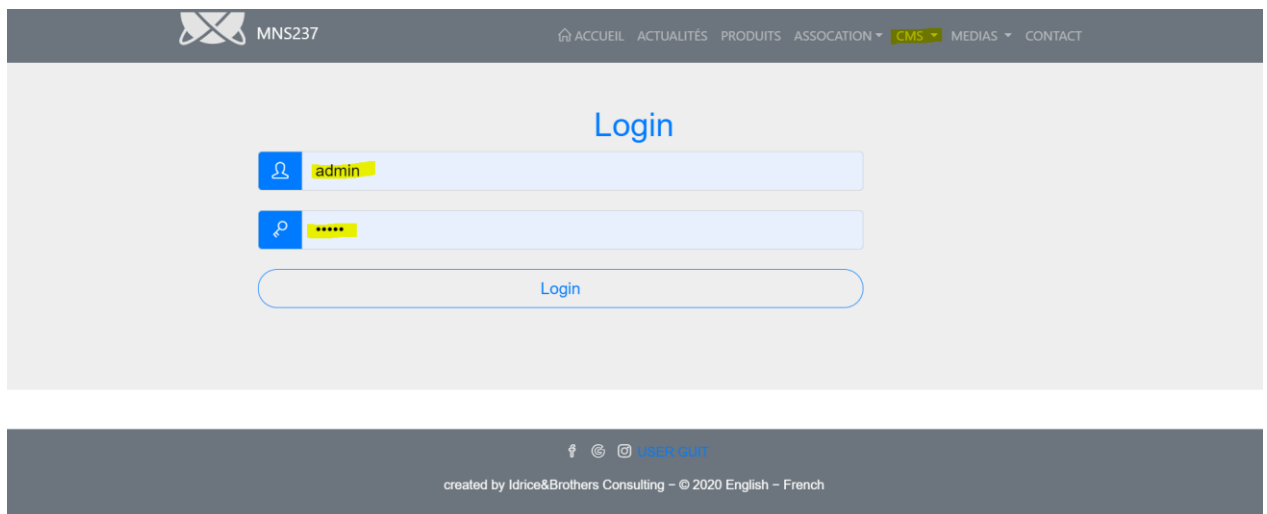 MNS237 ACCUEIL ACTUALITÉS PRODUITS ASSOCATION CMS MEDIAS CONTACT
Login
admin
•••••
Login
USER GUIT
created by Idrice&Brothers Consulting – © 2020 English – French